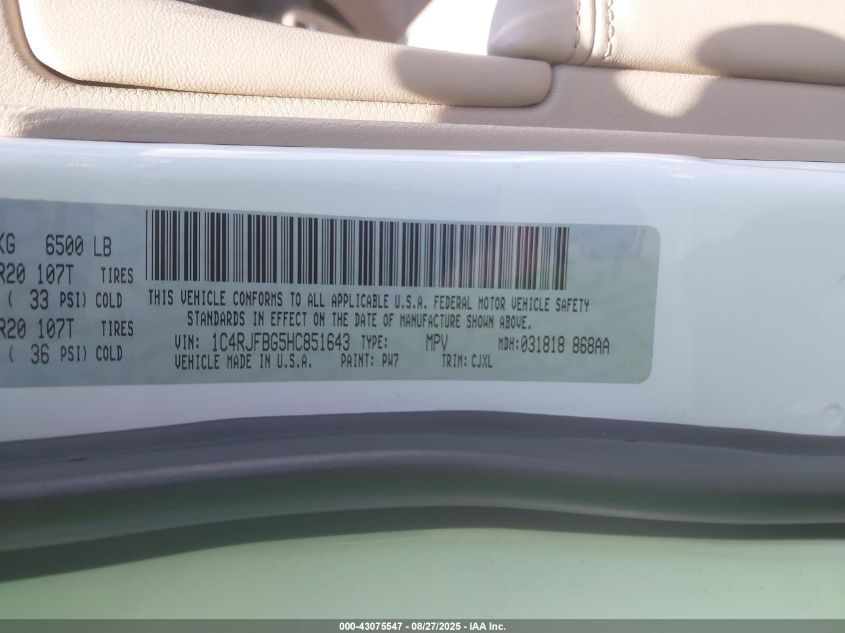 KG 6500 LB
R20 107T TIRES
( 33 PSI) COLD
R20 107T TIRES
( 36 PSI) COLD
THIS VEHICLE CONFORMS TO ALL APPLICABLE U.S.A. FEDERAL MOTOR VEHICLE SAFETY
STANDARDS IN EFFECT ON THE DATE OF MANUFACTURE SHOWN ABOVE.
VIN: 1C4RJFBG5HC851643 TYPE: MPV MDH:031818 868AA
VEHICLE MADE IN U.S.A. PAINT: PW7 TRIM: CJXL
000-43075547 - 08/27/2025 - IAA Inc.